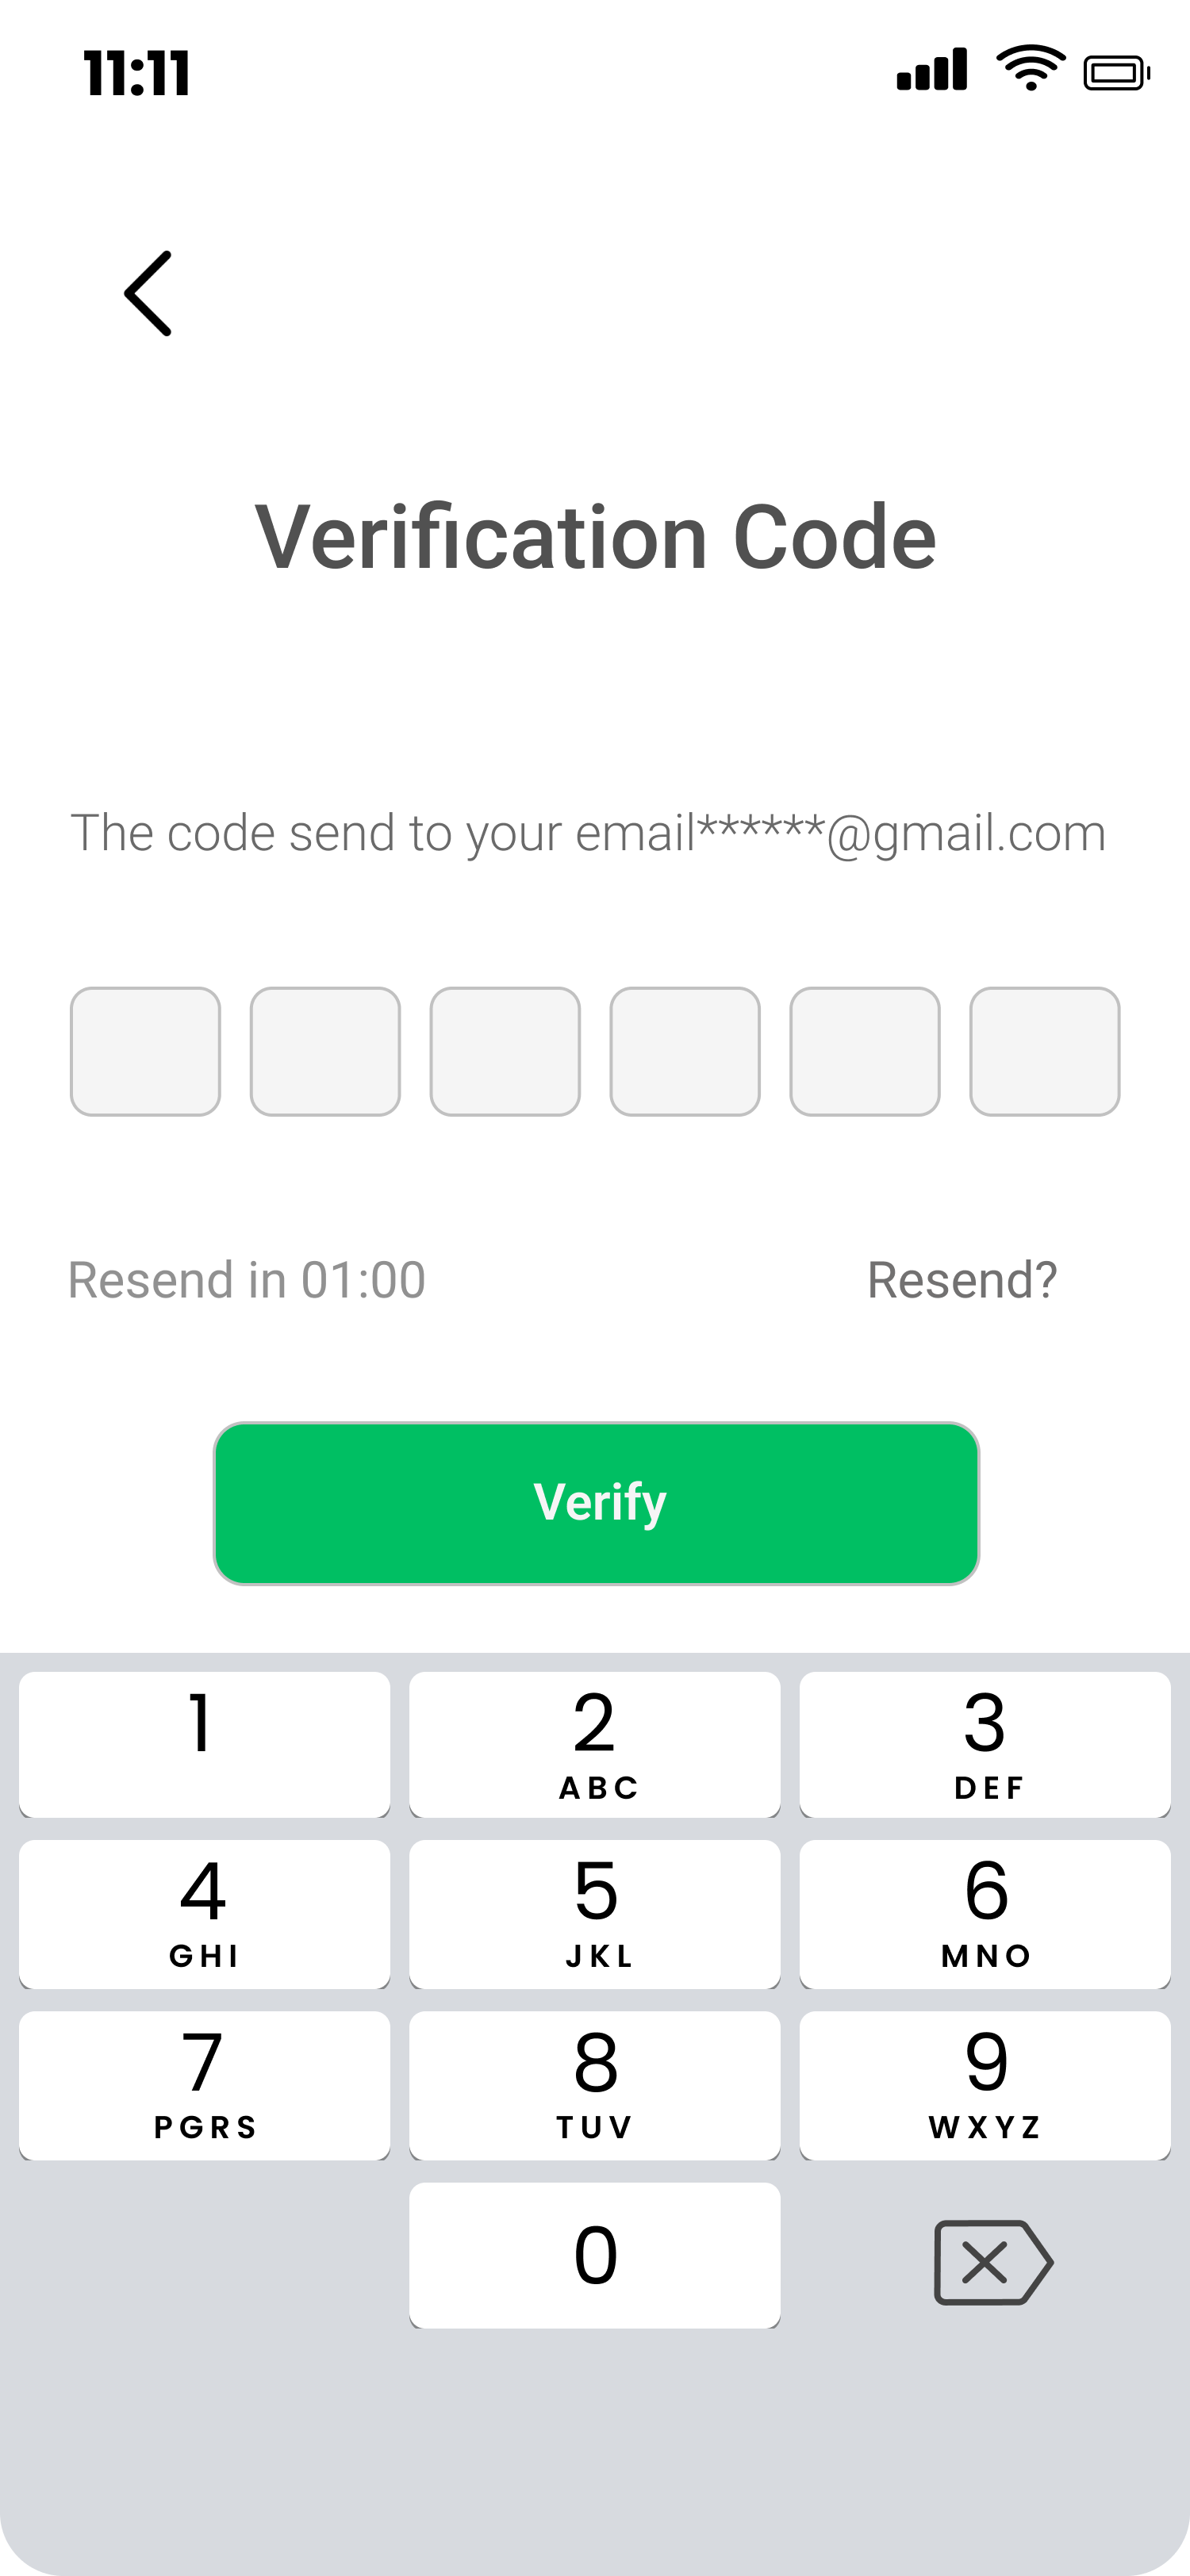 11:11
Verification Code
The code send to your email******@gmail.com
Resend in 01:00 Resend?
Verify
1 2 3
ABC DEF
4 5 6
GHI JKL MNO
7 8 9
PGRS TUV WXYZ
0